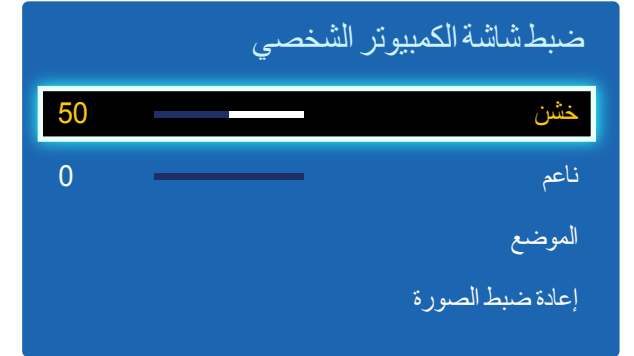 ضبط شاشة الكمبيوتر الشخصي
خشن 50
ناعم 0
الموضع
إعادة ضبط الصورة